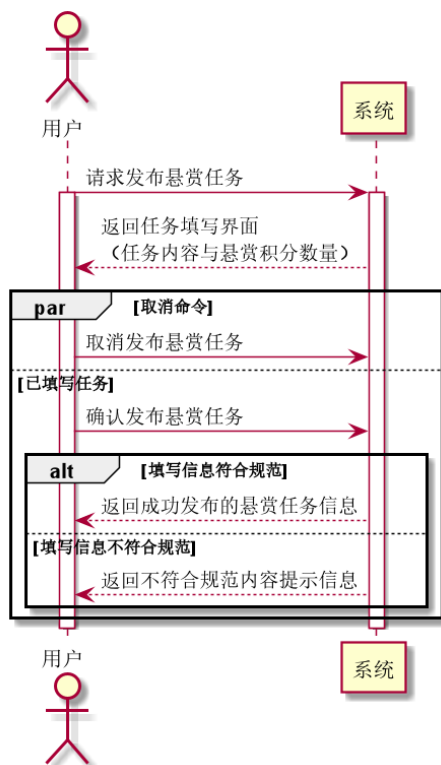 用户
系统
请求发布悬赏任务
返回任务填写界面
（任务内容与悬赏积分数量）
par [取消命令]
取消发布悬赏任务
[已填写任务]
确认发布悬赏任务
alt [填写信息符合规范]
返回成功发布的悬赏任务信息
[填写信息不符合规范]
返回不符合规范内容提示信息
用户
系统